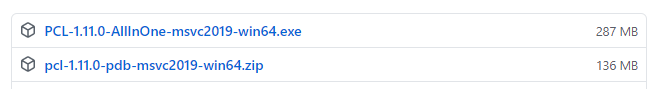 PCL-1.11.0-AllInOne-msvc2019-win64.exe 287 MB
pcl-1.11.0-pdb-msvc2019-win64.zip 136 MB